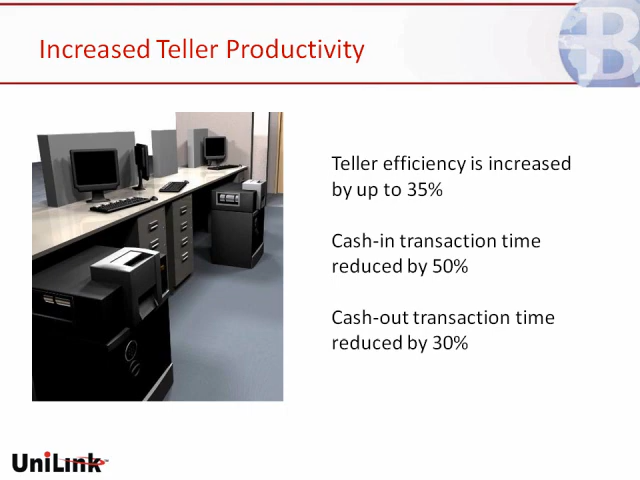 Increased Teller Productivity
B
Teller efficiency is increased
by up to 35%
Cash-in transaction time
reduced by 50%
Cash-out transaction time
reduced by 30%
UniLink